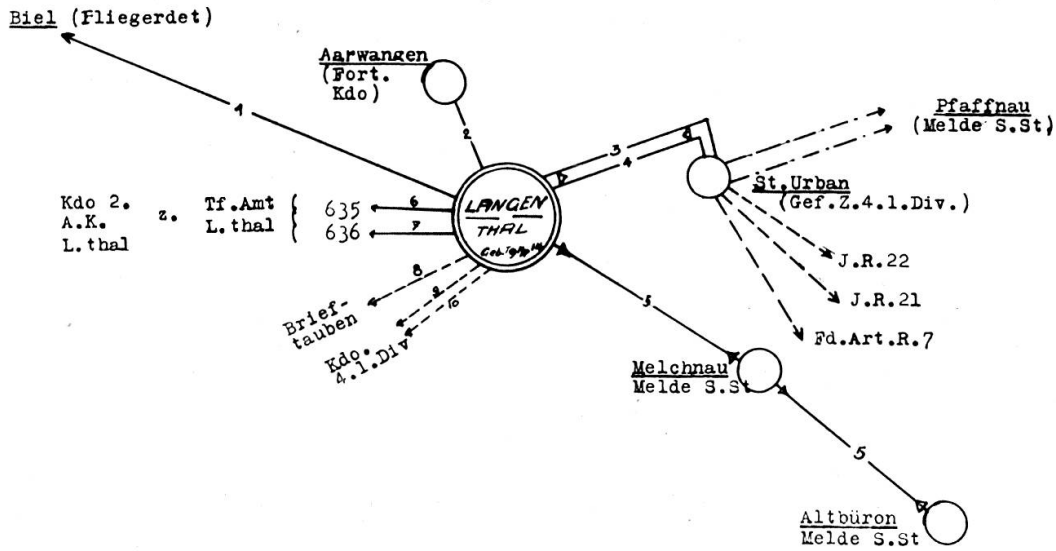 Biel (Fliegerdet)
Aarwangen
(Fort.
Kdo)
1
2
3
4
Pfaffnau
(Melde S.St)
St.Urban
(Gef.Z.4.l.Div.)
Kdo 2.
A.K.
L.thal
z.
Tf.Amt
L.thal
635
636
6
7
LANGEN
THAL
8
9
10
Brief-
tauben
Kdo.
4.l.Div
J.R.22
J.R.21
Fd.Art.R.7
5
Melchnau
Melde S.St
5
Altbüron
Melde S.St